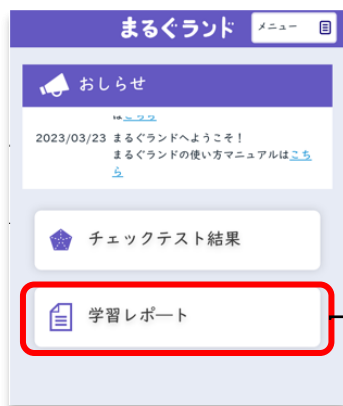 まるぐランド
メニュー
おしらせ
はこちら
2023/03/23 まるぐランドへようこそ！
まるぐランドの使い方マニュアルはこち
ら
チェックテスト結果
学習レポート